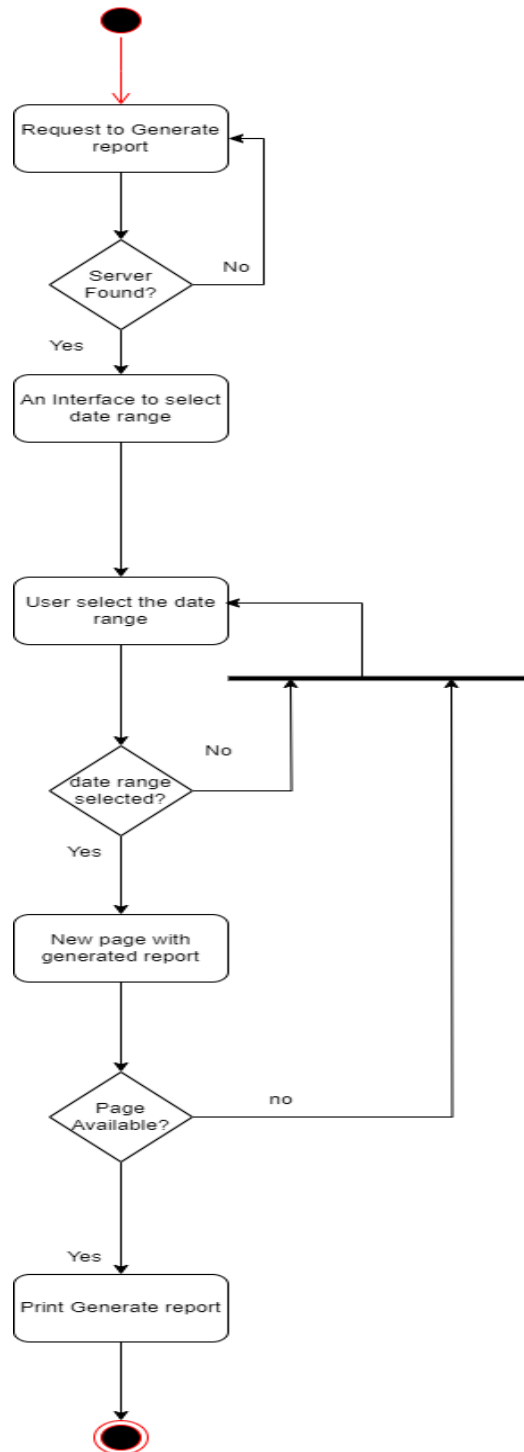 Request to Generate
report
Server
Found?
No
Yes
An Interface to select
date range
User select the date
range
No
date range
selected?
Yes
New page with
generated report
Page
Available?
no
Yes
Print Generate report